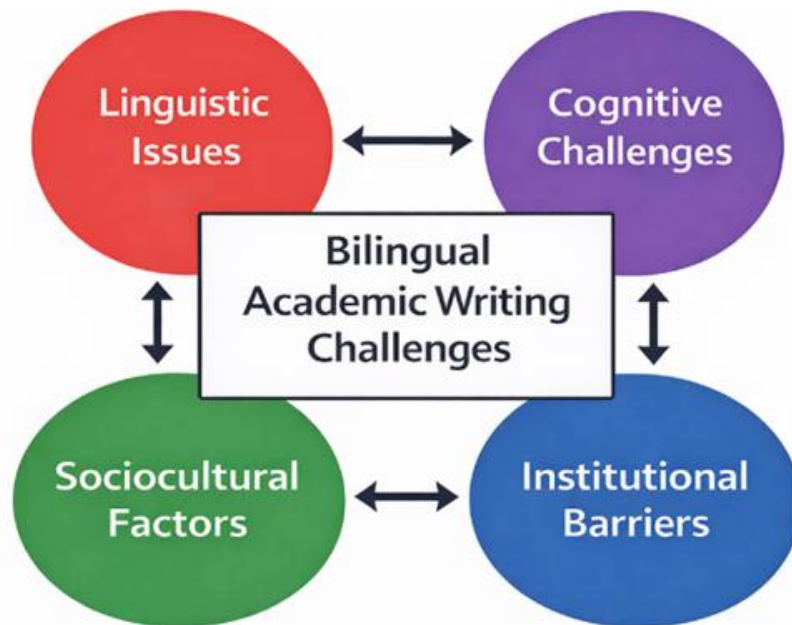 Linguistic
Issues
Cognitive
Challenges
Bilingual
Academic Writing
Challenges
Sociocultural
Factors
Institutional
Barriers